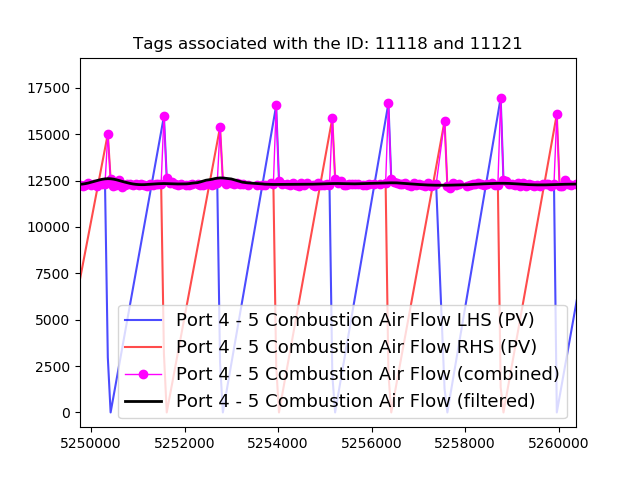 Tags associated with the ID: 11118 and 11121
17500
15000
12500
10000
7500
5000
2500
0
Port 4 - 5 Combustion Air Flow LHS (PV)
Port 4 - 5 Combustion Air Flow RHS (PV)
Port 4 - 5 Combustion Air Flow (combined)
Port 4 - 5 Combustion Air Flow (filtered)
5250000 5252000 5254000 5256000 5258000 5260000